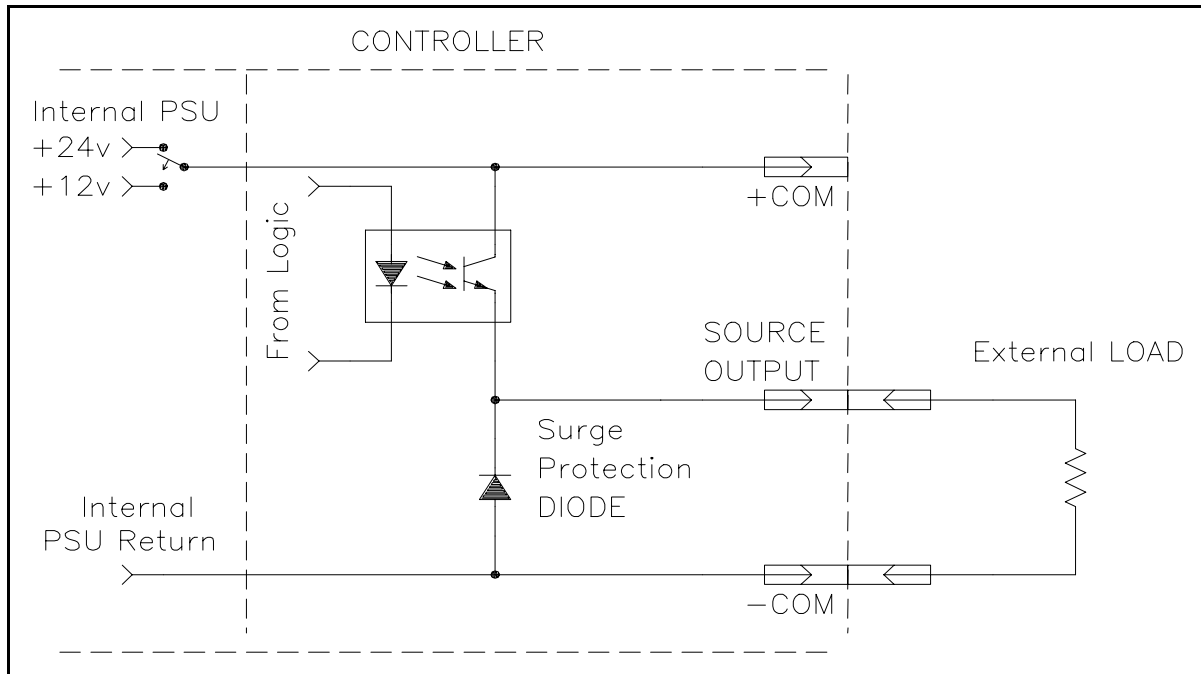 CONTROLLER
Internal PSU
+24v
+12v
From Logic
+COM
SOURCE
OUTPUT
External LOAD
Surge
Protection
DIODE
Internal
PSU Return
-COM